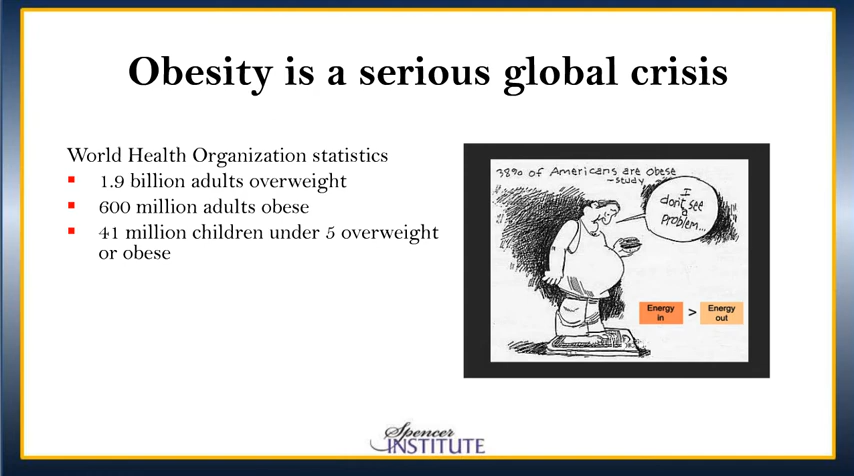 Obesity is a serious global crisis
World Health Organization statistics
1.9 billion adults overweight
600 million adults obese
41 million children under 5 overweight
or obese
38% of Americans are obese
-study
I
don't see
a
problem...
Energy
in
>
Energy
out
Spencer
INSTITUTE